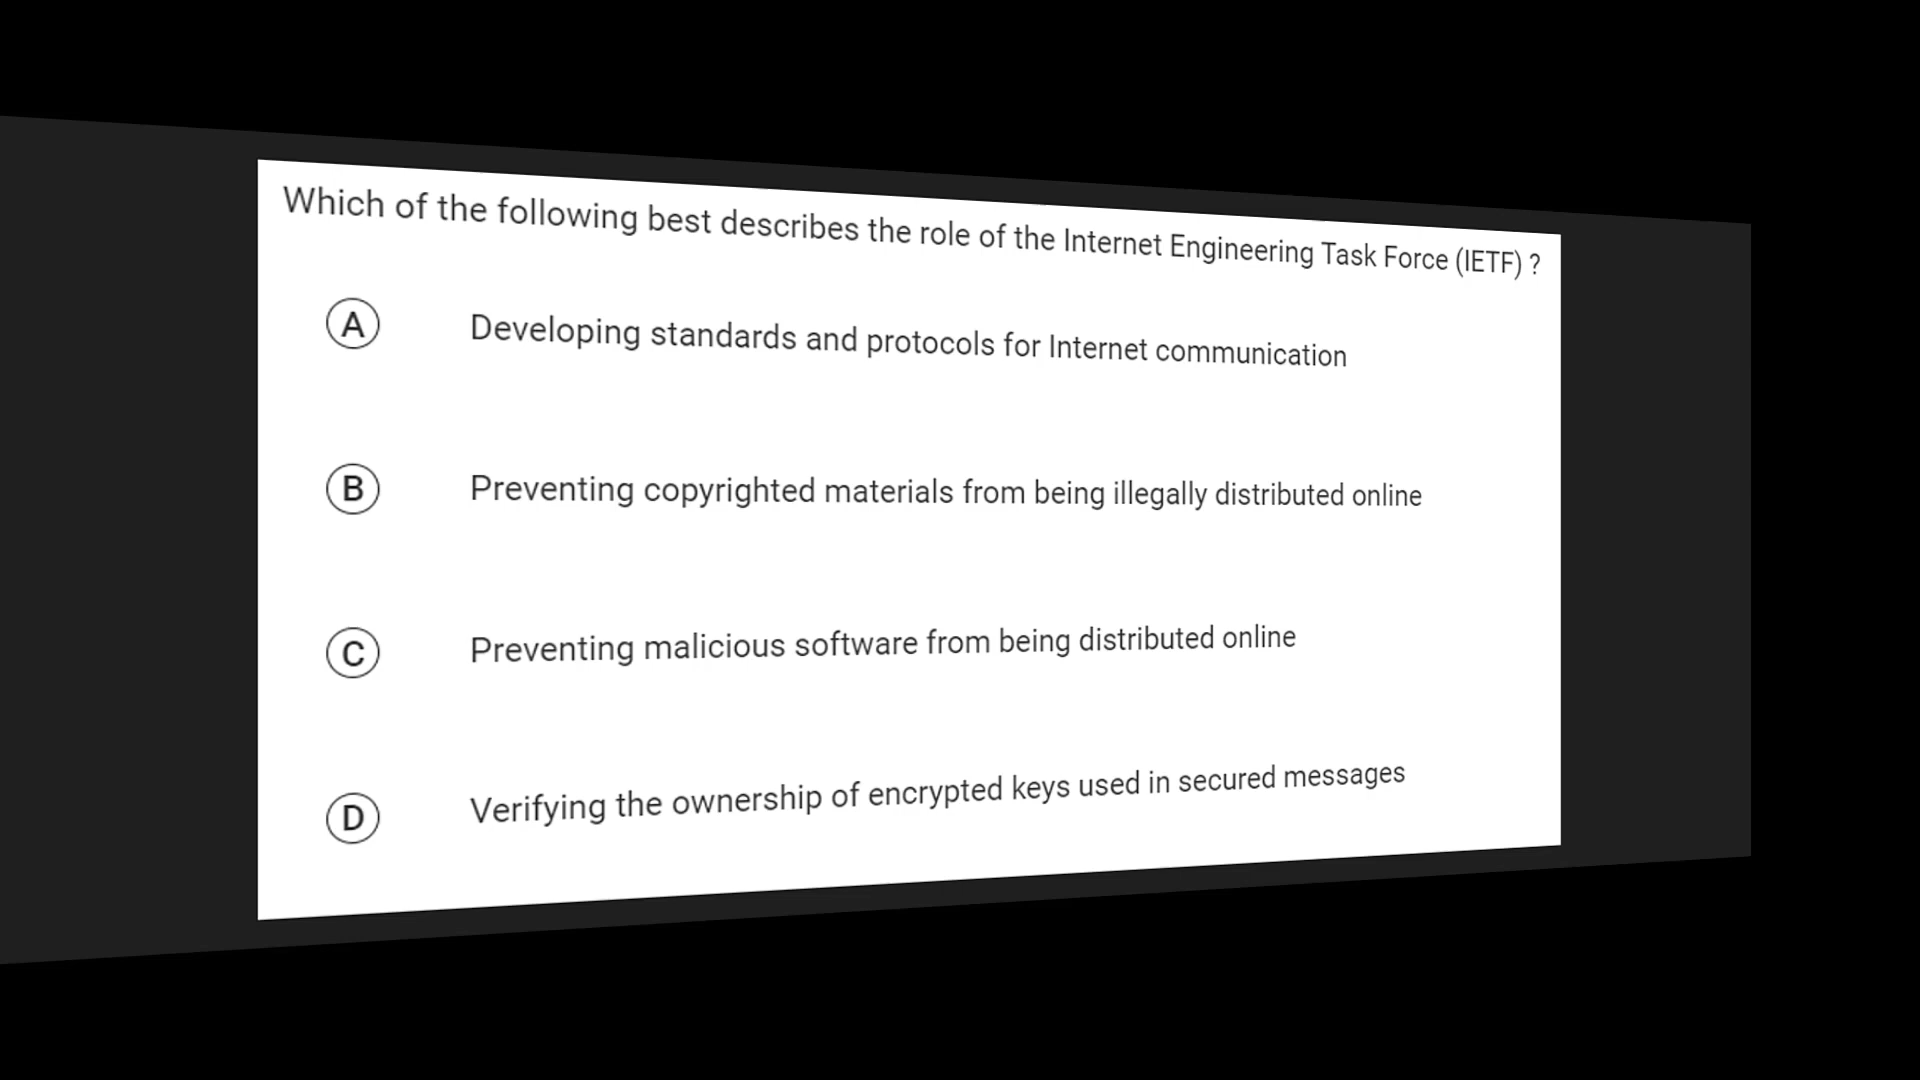 Which of the following best describes the role of the Internet Engineering Task Force (IETF) ?
A Developing standards and protocols for Internet communication
B Preventing copyrighted materials from being illegally distributed online
C Preventing malicious software from being distributed online
D Verifying the ownership of encrypted keys used in secured messages